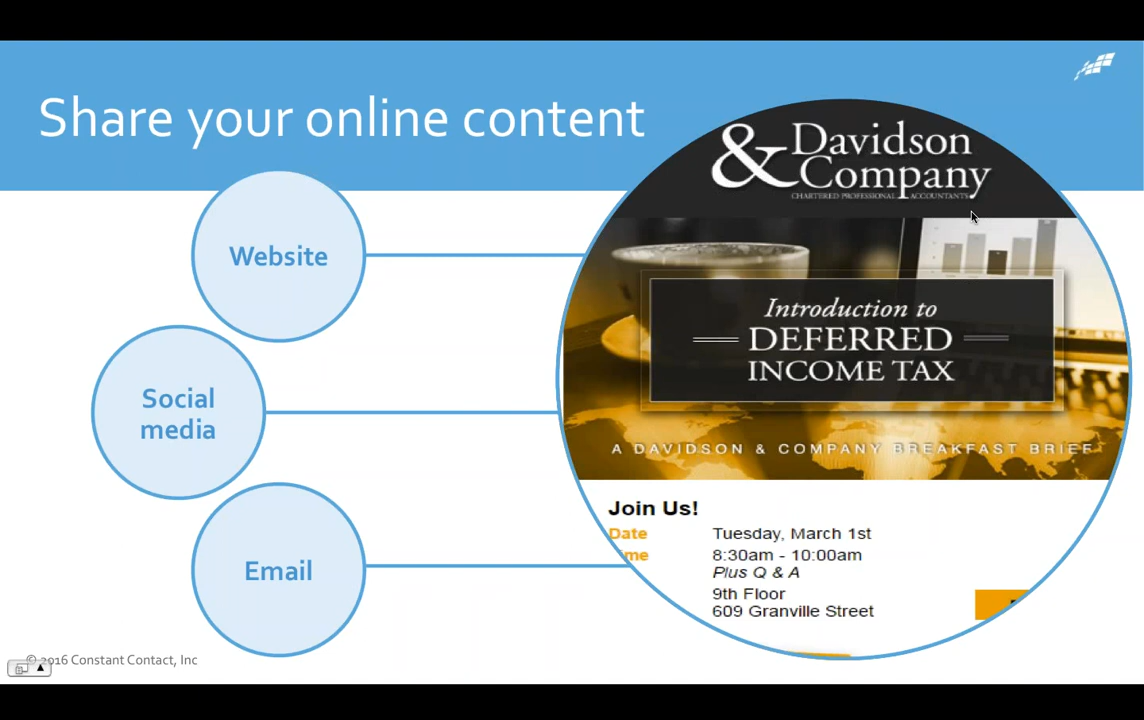 Share your online content
& Davidson
Company
CHARTERED PROFESSIONAL ACCOUNTANTS
Website
Introduction to
DEFERRED
INCOME TAX
Social
media
A DAVIDSON & COMPANY BREAKFAST BRIEF
Join Us!
Date Tuesday, March 1st
me 8:30am - 10:00am
Plus Q & A
Email
9th Floor
609 Granville Street
© 2016 Constant Contact, Inc